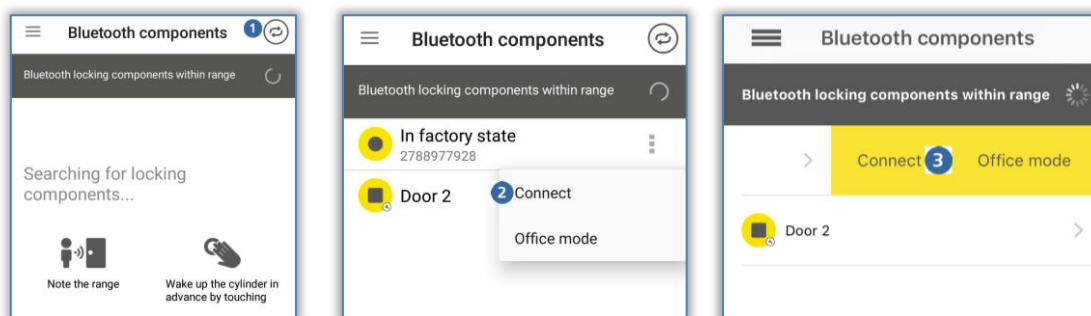 Bluetooth components 1
Bluetooth locking components within range
Searching for locking
components...
Note the range
Wake up the cylinder in
advance by touching
Bluetooth components
Bluetooth locking components within range
In factory state
2788977928
Door 2
2 Connect
Office mode
Bluetooth components
Bluetooth locking components within range
Connect 3 Office mode
Door 2